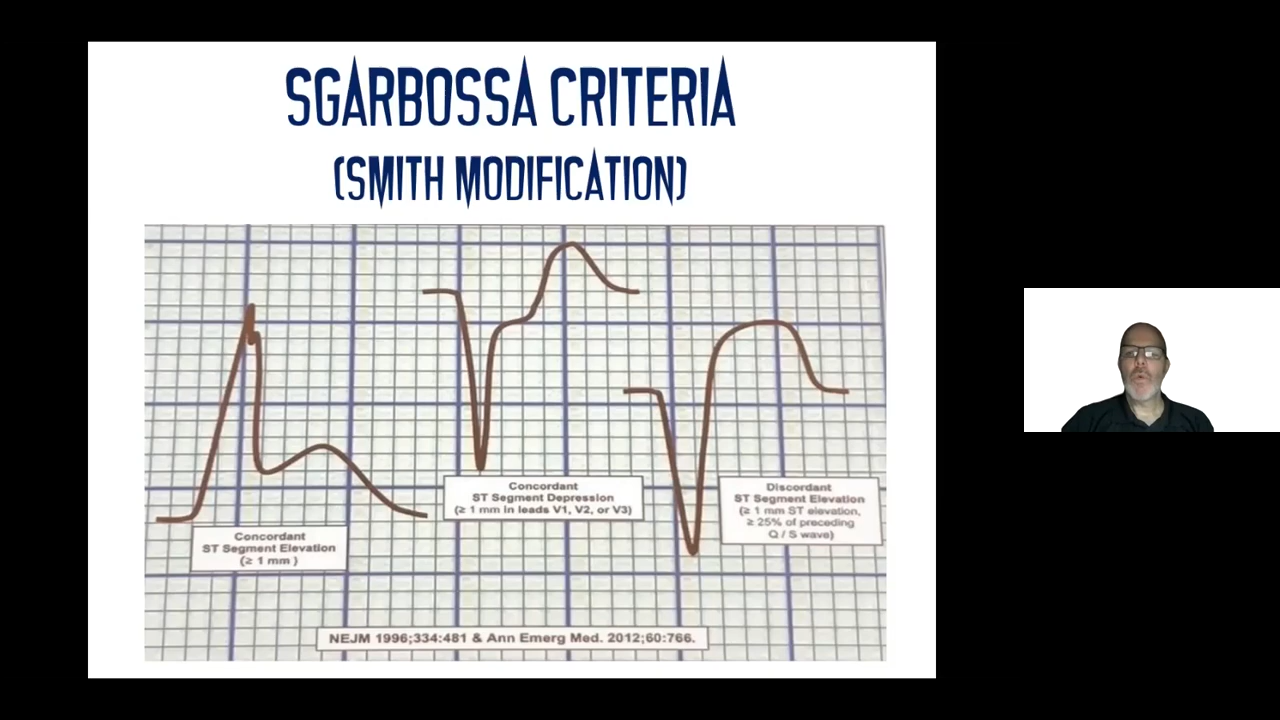 SGARBOSSA CRITERIA
(SMITH MODIFICATION)
Concordant
ST Segment Elevation
(≥ 1 mm )
Concordant
ST Segment Depression
(≥ 1 mm in leads V1, V2, or V3)
Discordant
ST Segment Elevation
(≥ 1 mm ST elevation,
≥ 25% of preceding
Q / S wave)
NEJM 1996;334:481 & Ann Emerg Med. 2012;60:766.